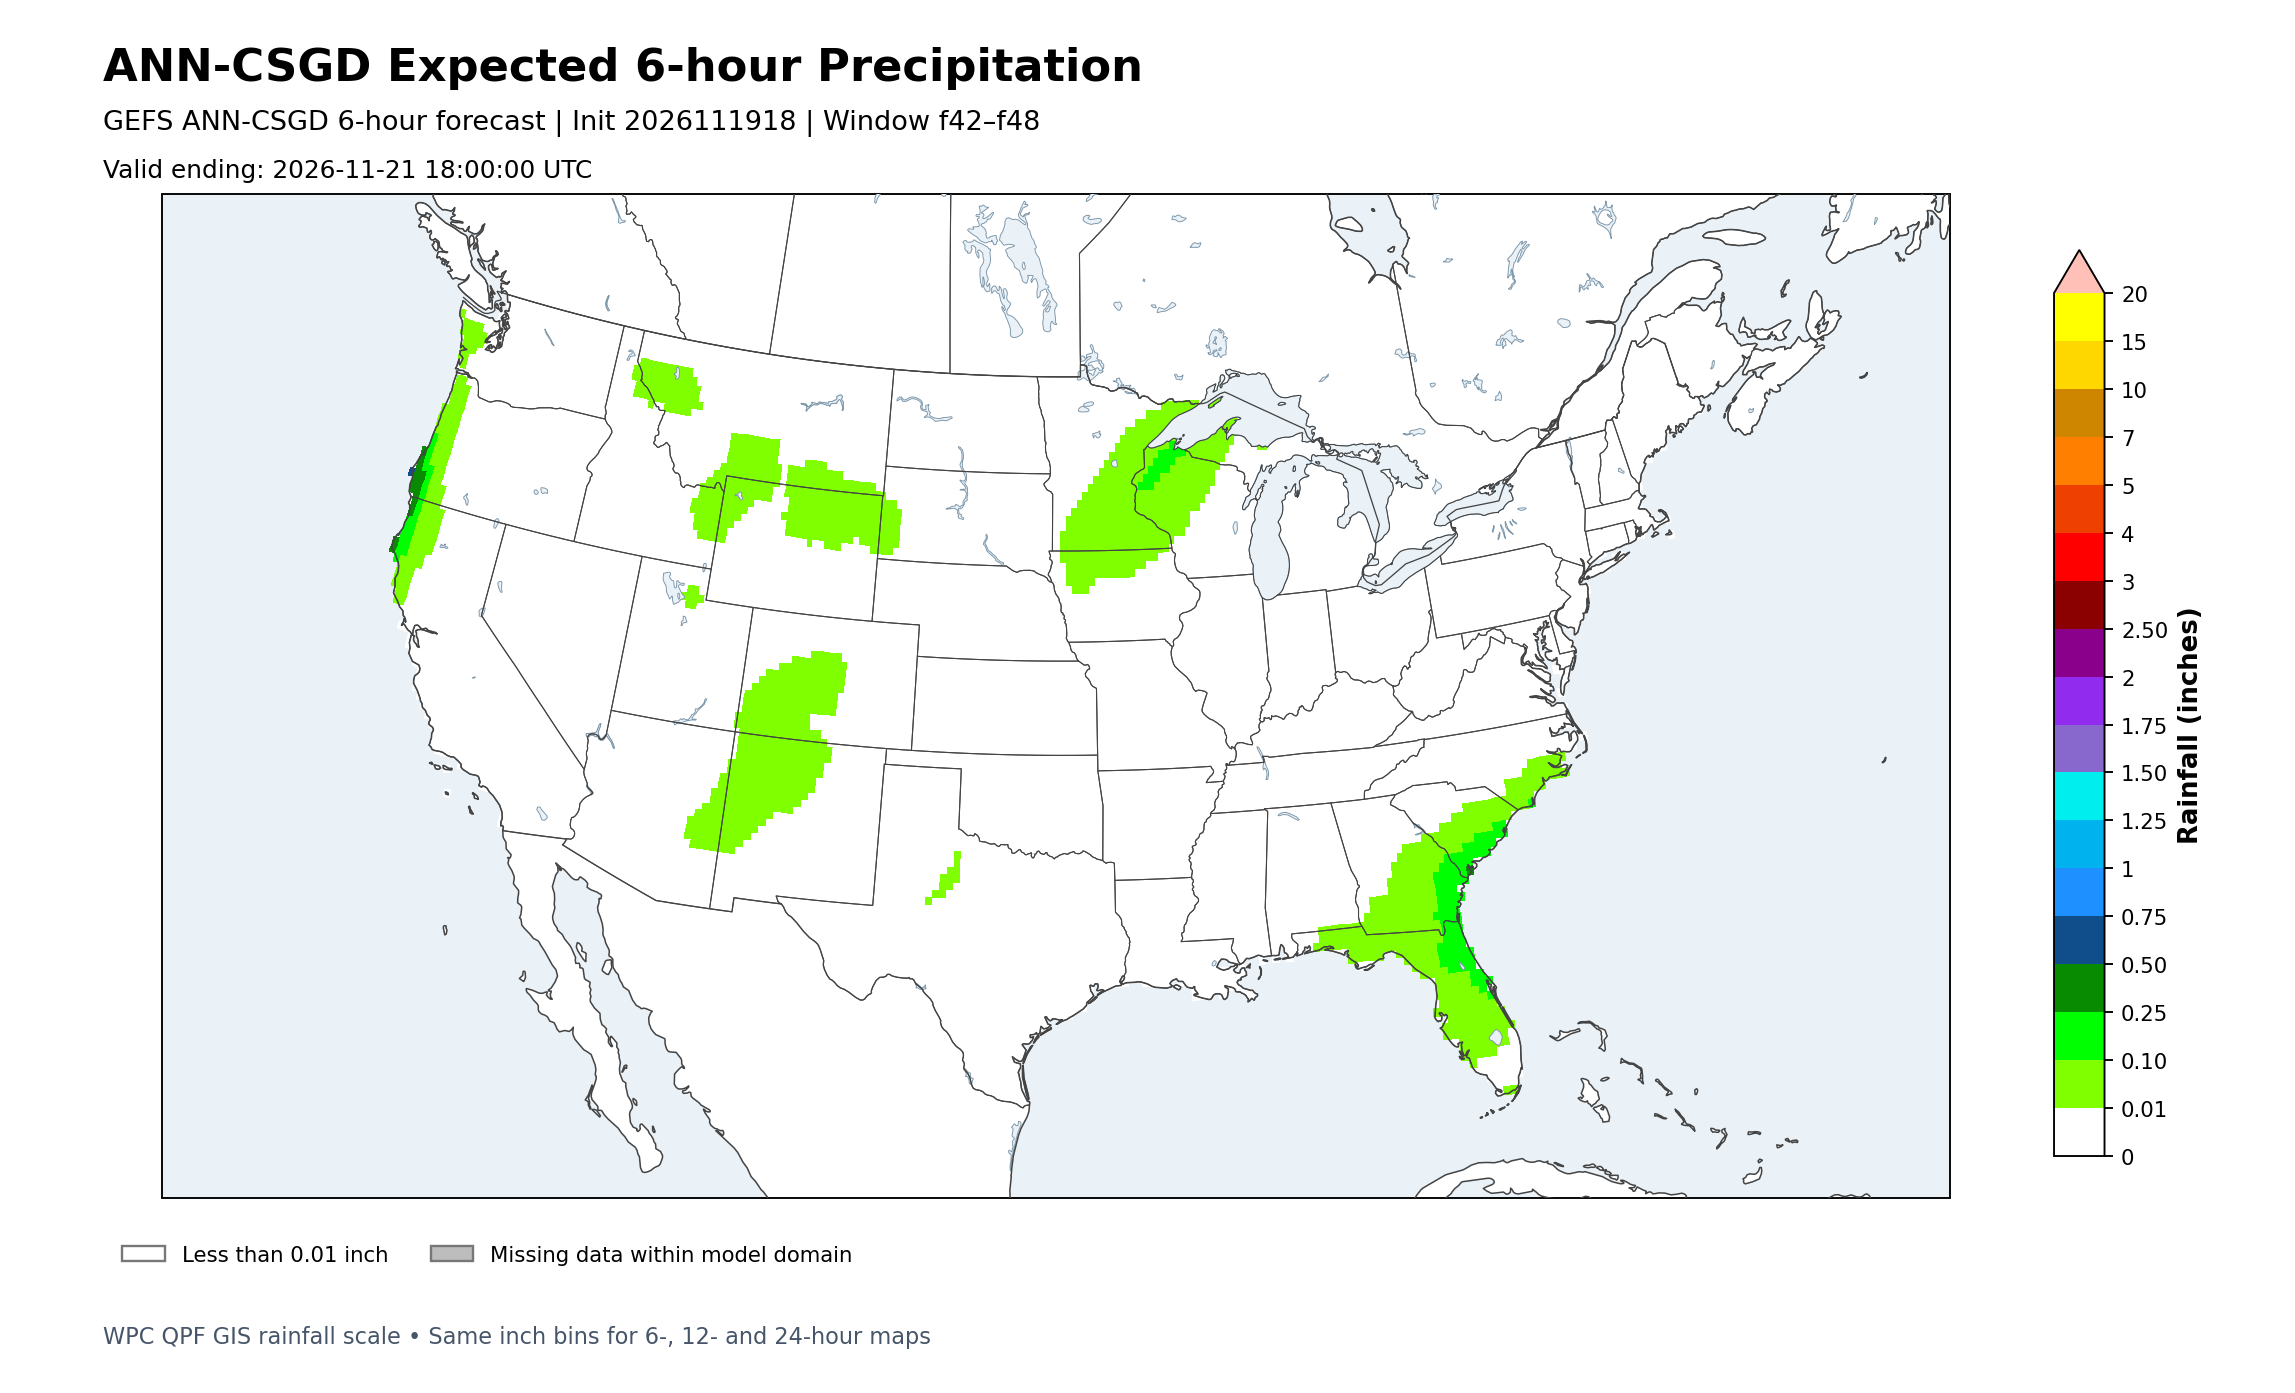 ANN-CSGD Expected 6-hour Precipitation
GEFS ANN-CSGD 6-hour forecast | Init 2026111918 | Window f42–f48
Valid ending: 2026-11-21 18:00:00 UTC
20
15
10
7
5
4
3
2.50
2
1.75
1.50
1.25
1
0.75
0.50
0.25
0.10
0.01
0
Rainfall (inches)
Less than 0.01 inch
Missing data within model domain
WPC QPF GIS rainfall scale • Same inch bins for 6-, 12- and 24-hour maps